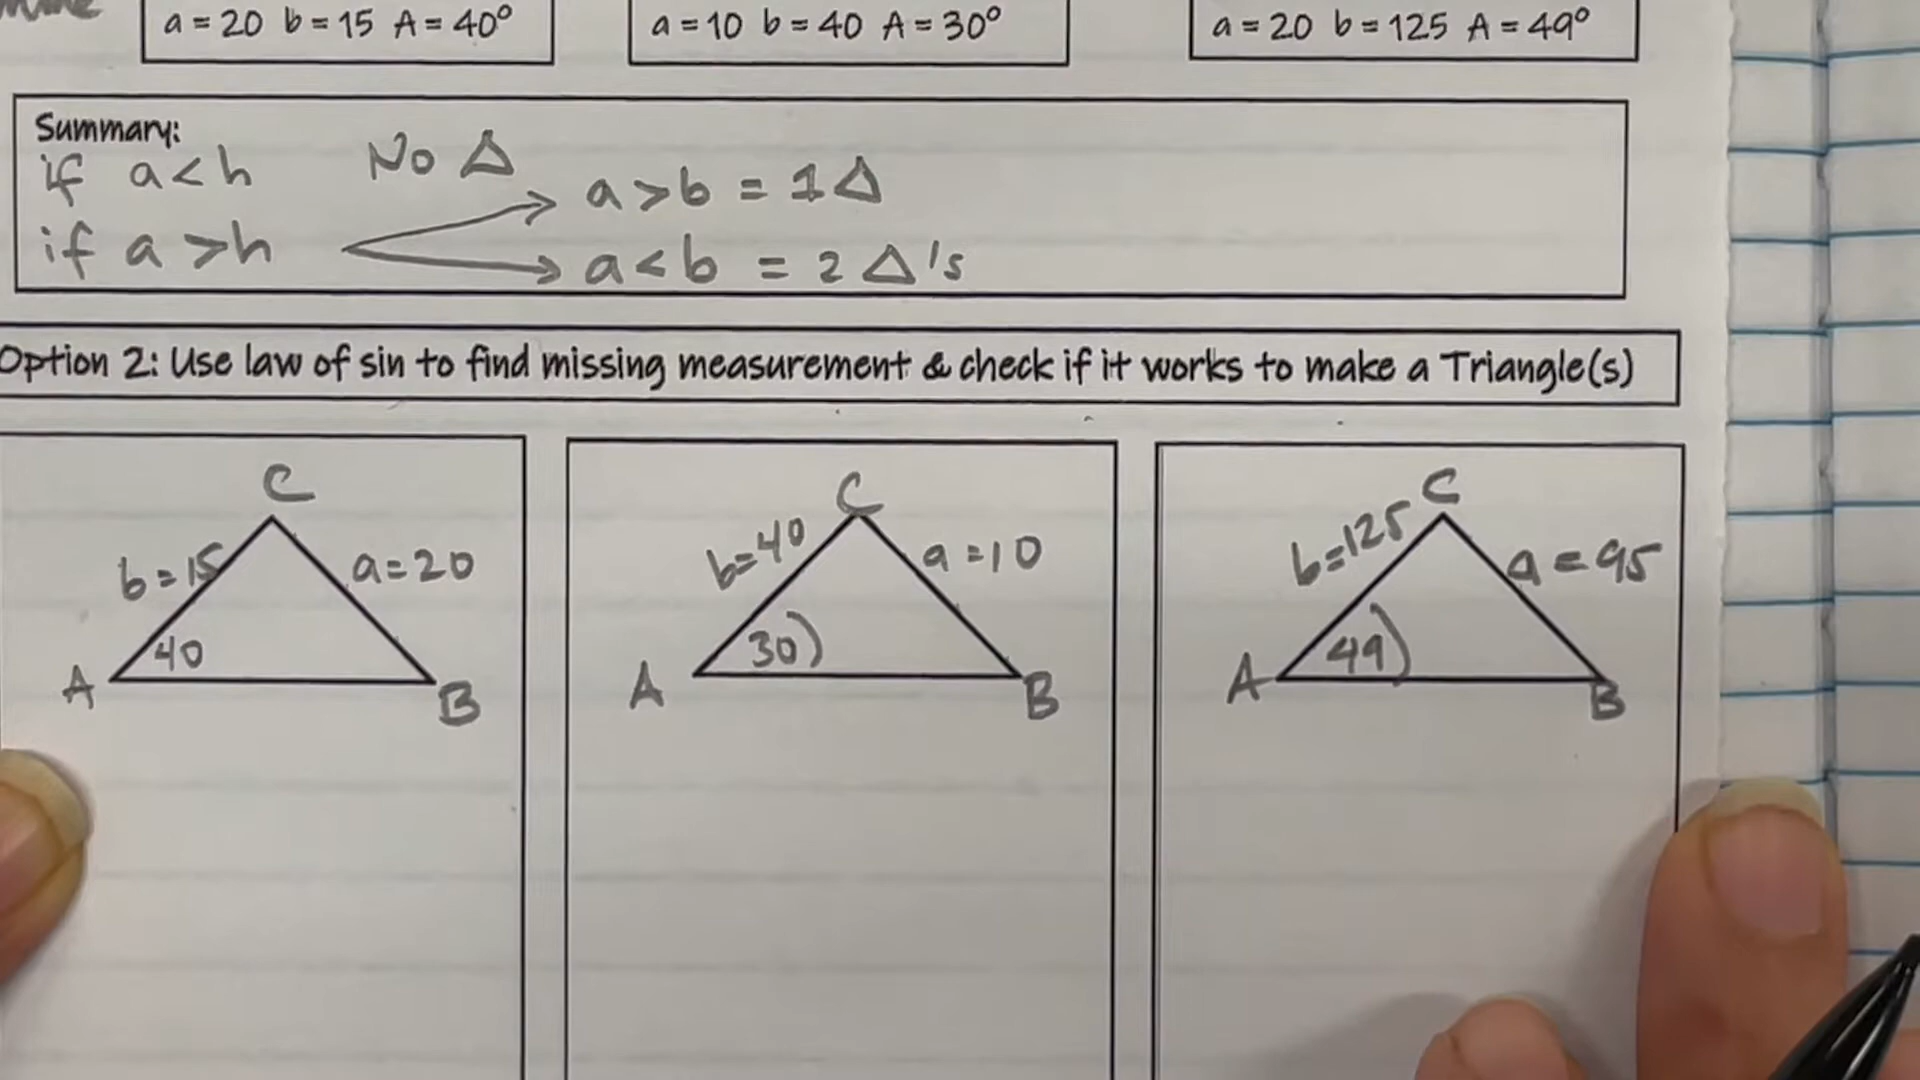 a = 20 b = 15 A = 40°
a = 10 b = 40 A = 30°
a = 20 b = 125 A = 49°
Summary:
if a < h No Δ
if a > h
a > b = 1 Δ
a < b = 2 Δ's
Option 2: Use law of sin to find missing measurement & check if it works to make a Triangle(s)
C
b = 15
a = 20
40
A
B
C
b = 40
a = 10
30
A
B
C
b = 125
a = 95
49
A
B